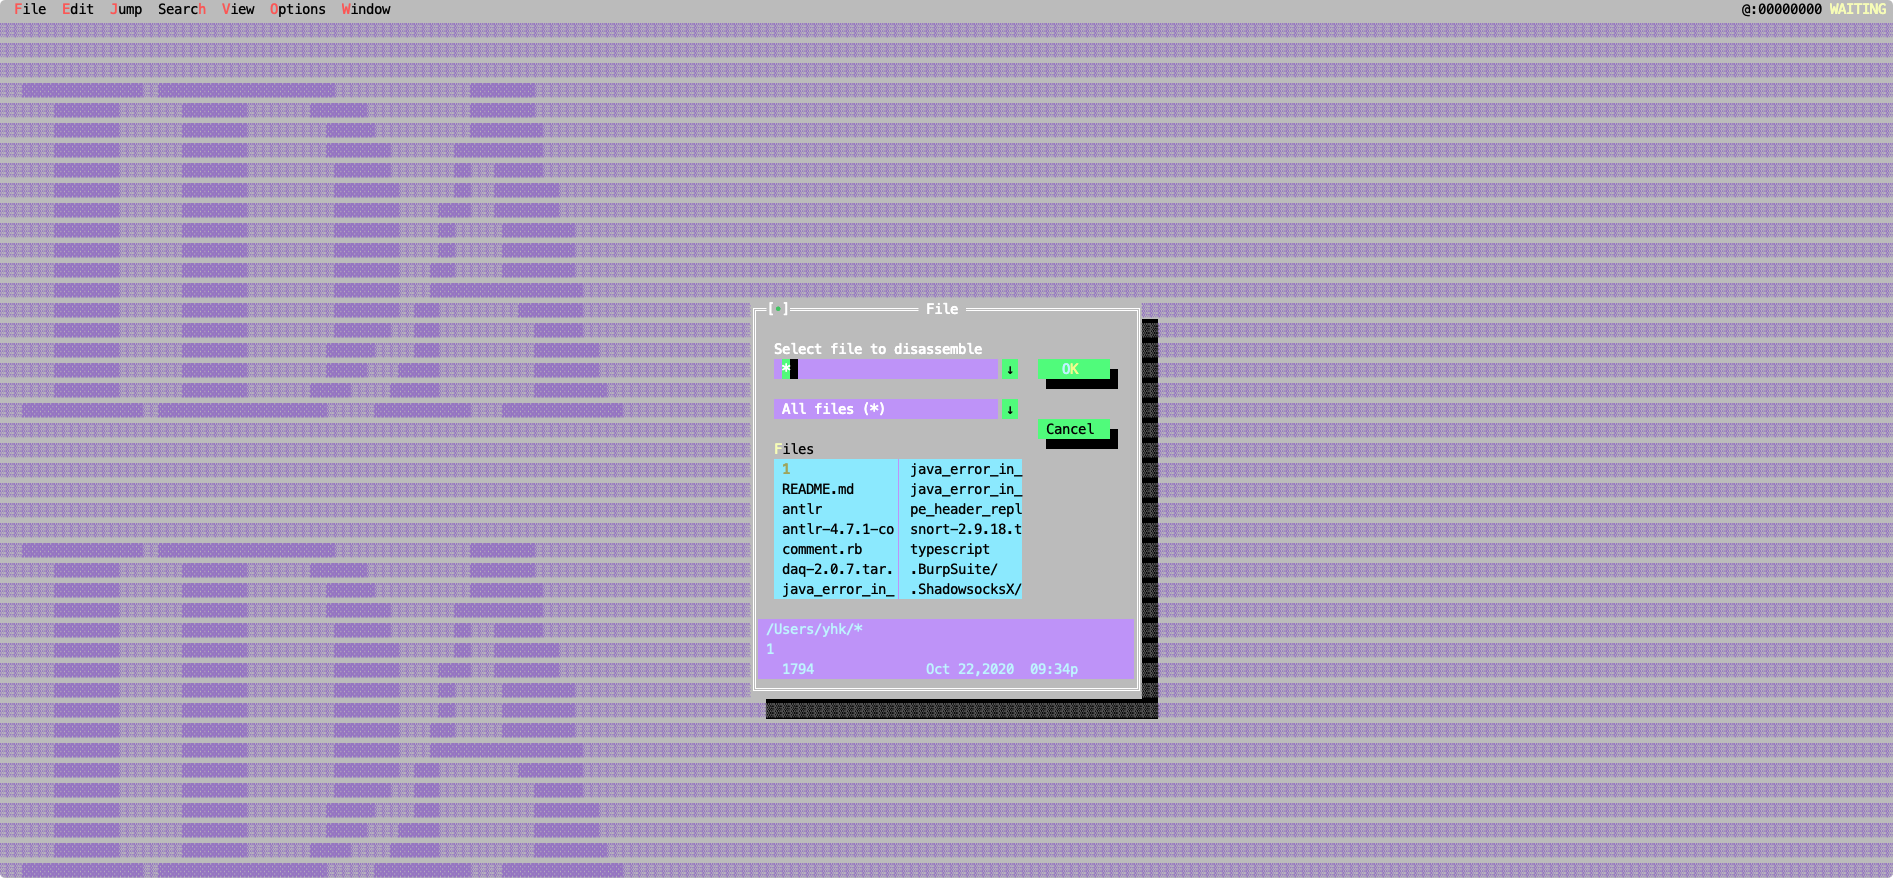 File Edit Jump Search View Options Window @:00000000 WAITING
[•] File
Select file to disassemble
* ↓ OK
All files (*) ↓
Cancel
Files
1 java_error_in_
README.md java_error_in_
antlr pe_header_repl
antlr-4.7.1-co snort-2.9.18.t
comment.rb typescript
daq-2.0.7.tar. .BurpSuite/
java_error_in_ .ShadowsocksX/
/Users/yhk/*
1
1794 Oct 22,2020 09:34p
IDA
IDA